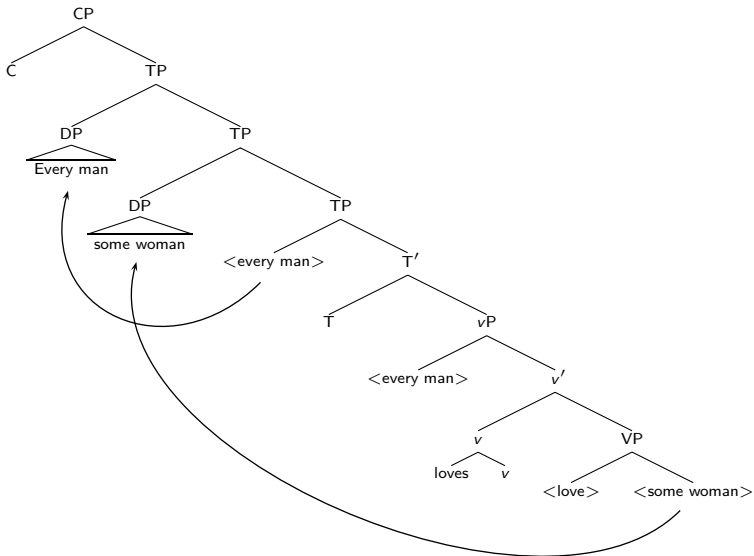 CP
C TP
DP TP
Every man
DP TP
some woman
<every man> T′
T vP
<every man> v′
v VP
loves v
<love> <some woman>